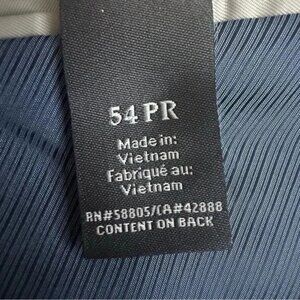 54 PR
Made in:
Vietnam
Fabriqué au:
Vietnam
RN#58805/CA#42888
CONTENT ON BACK